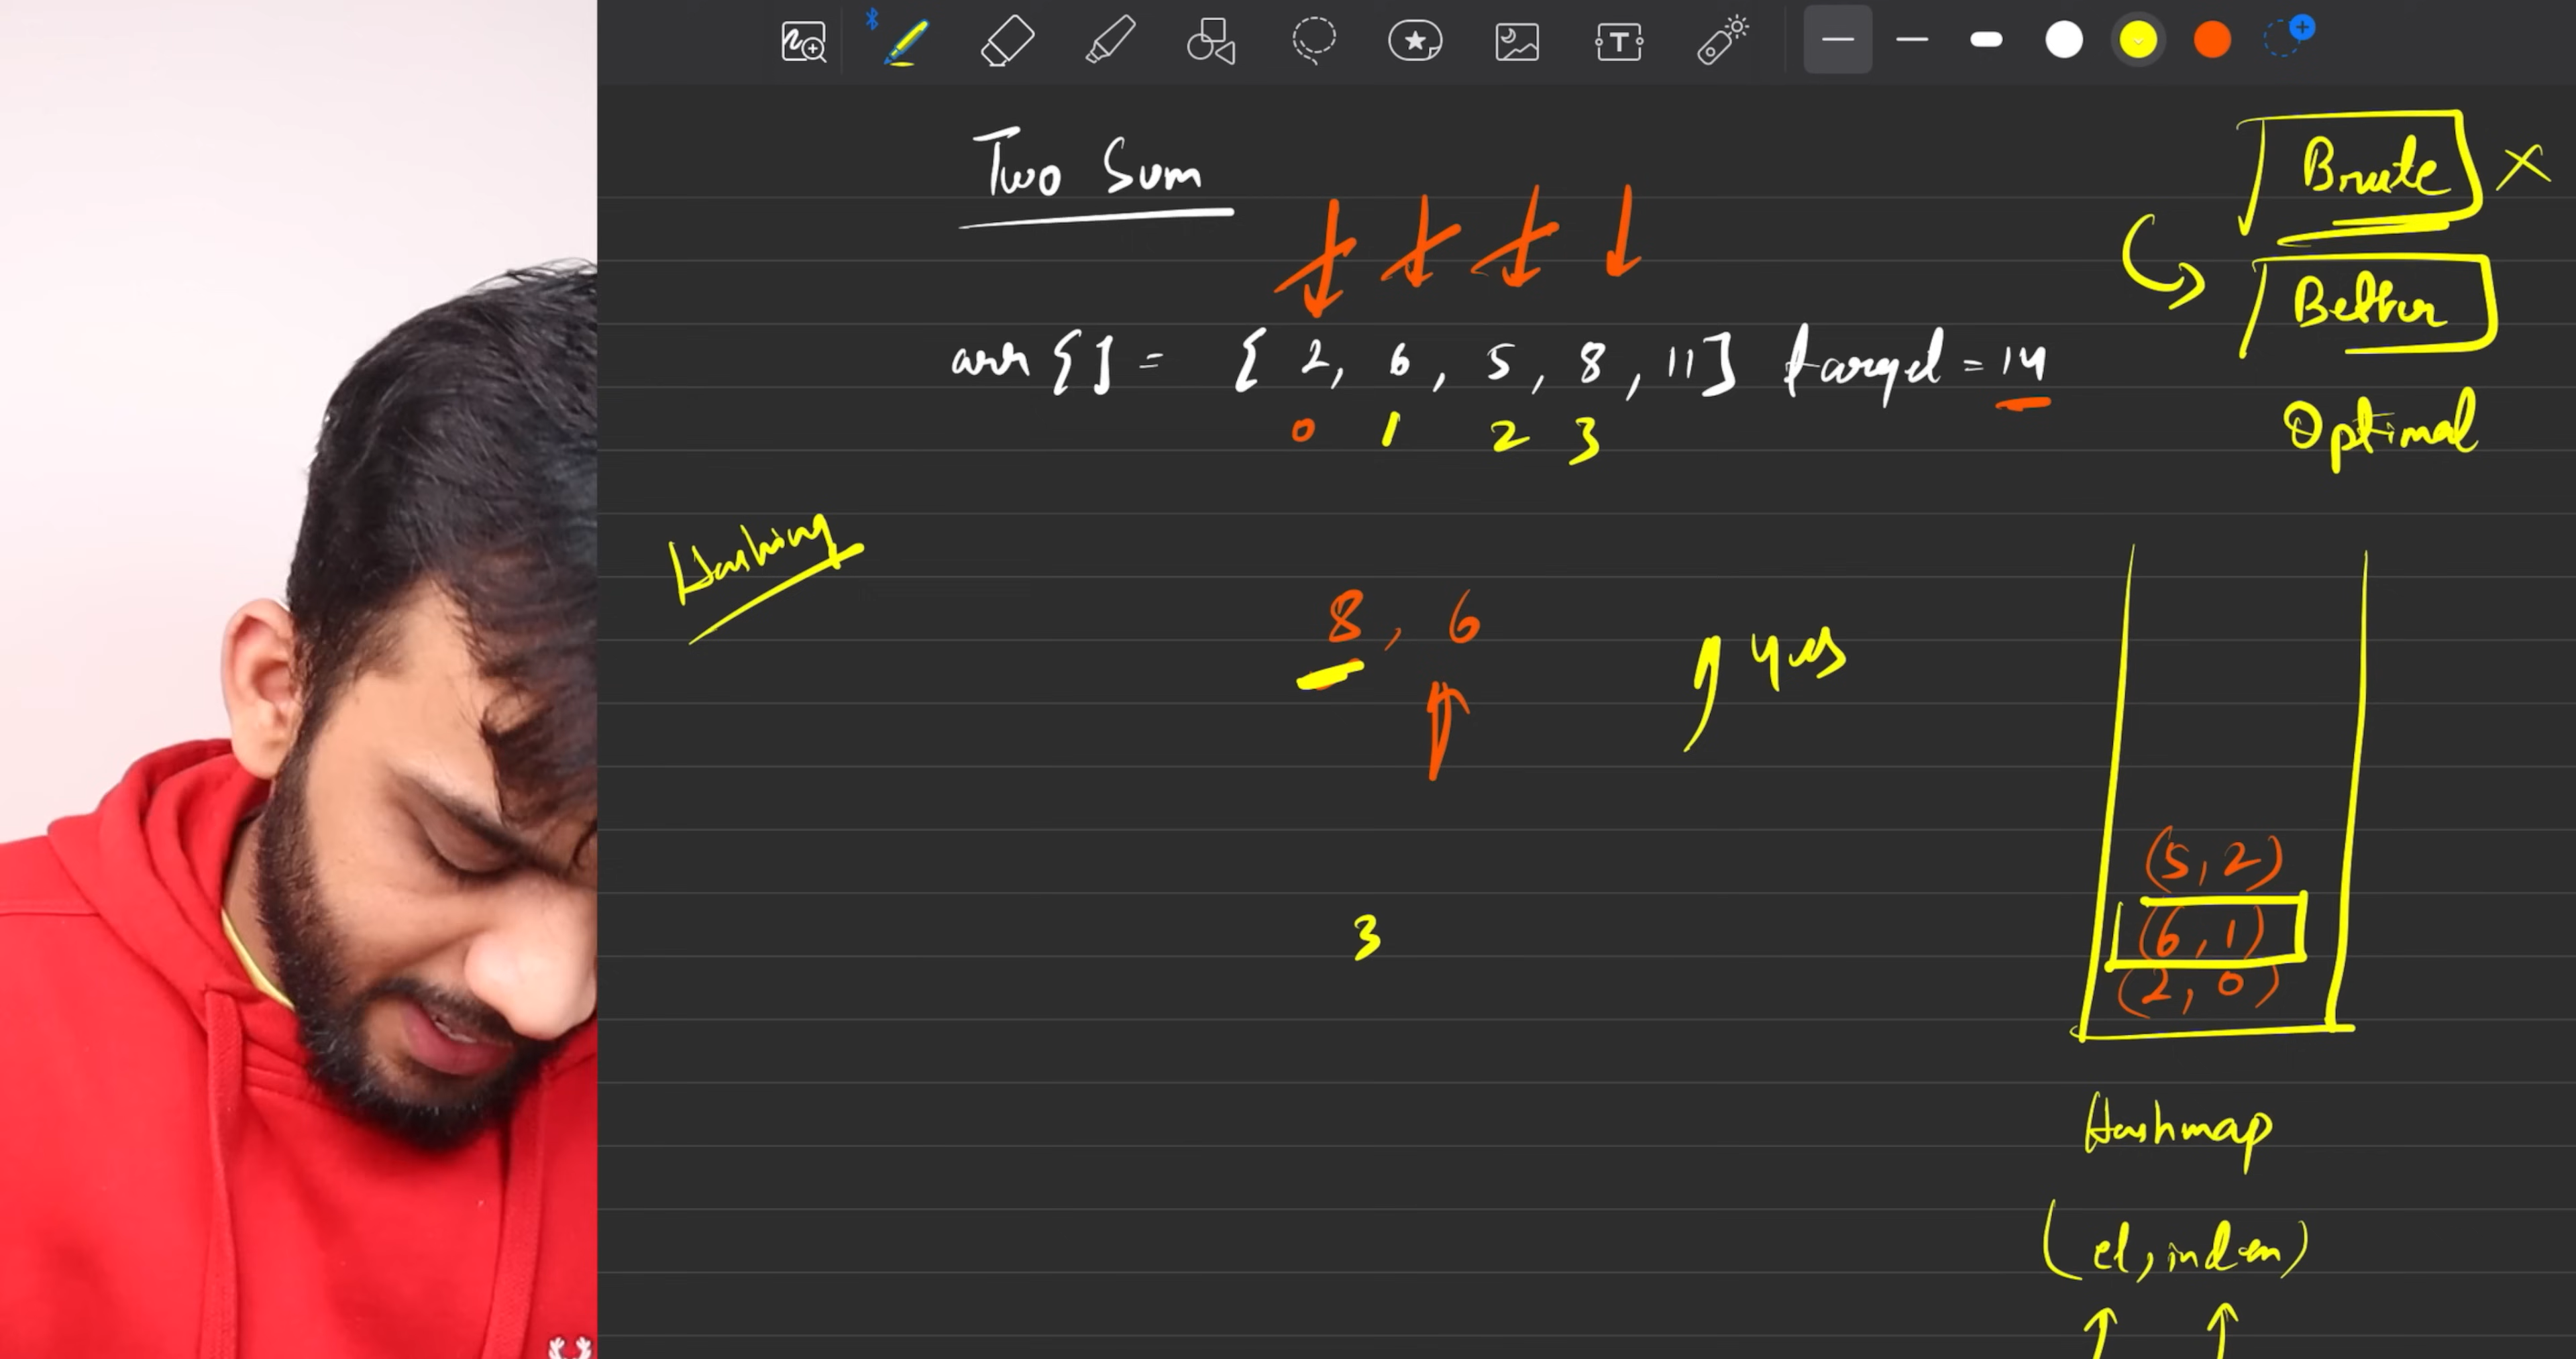 Two Sum
Brute ×
Better
arr[] = { 2, 6, 5, 8, 11} target = 14
0 1 2 3
Optimal
Hashing
8, 6
yes
(5, 2)
(6, 1)
(2, 0)
3
Hashmap
(el, index)
T